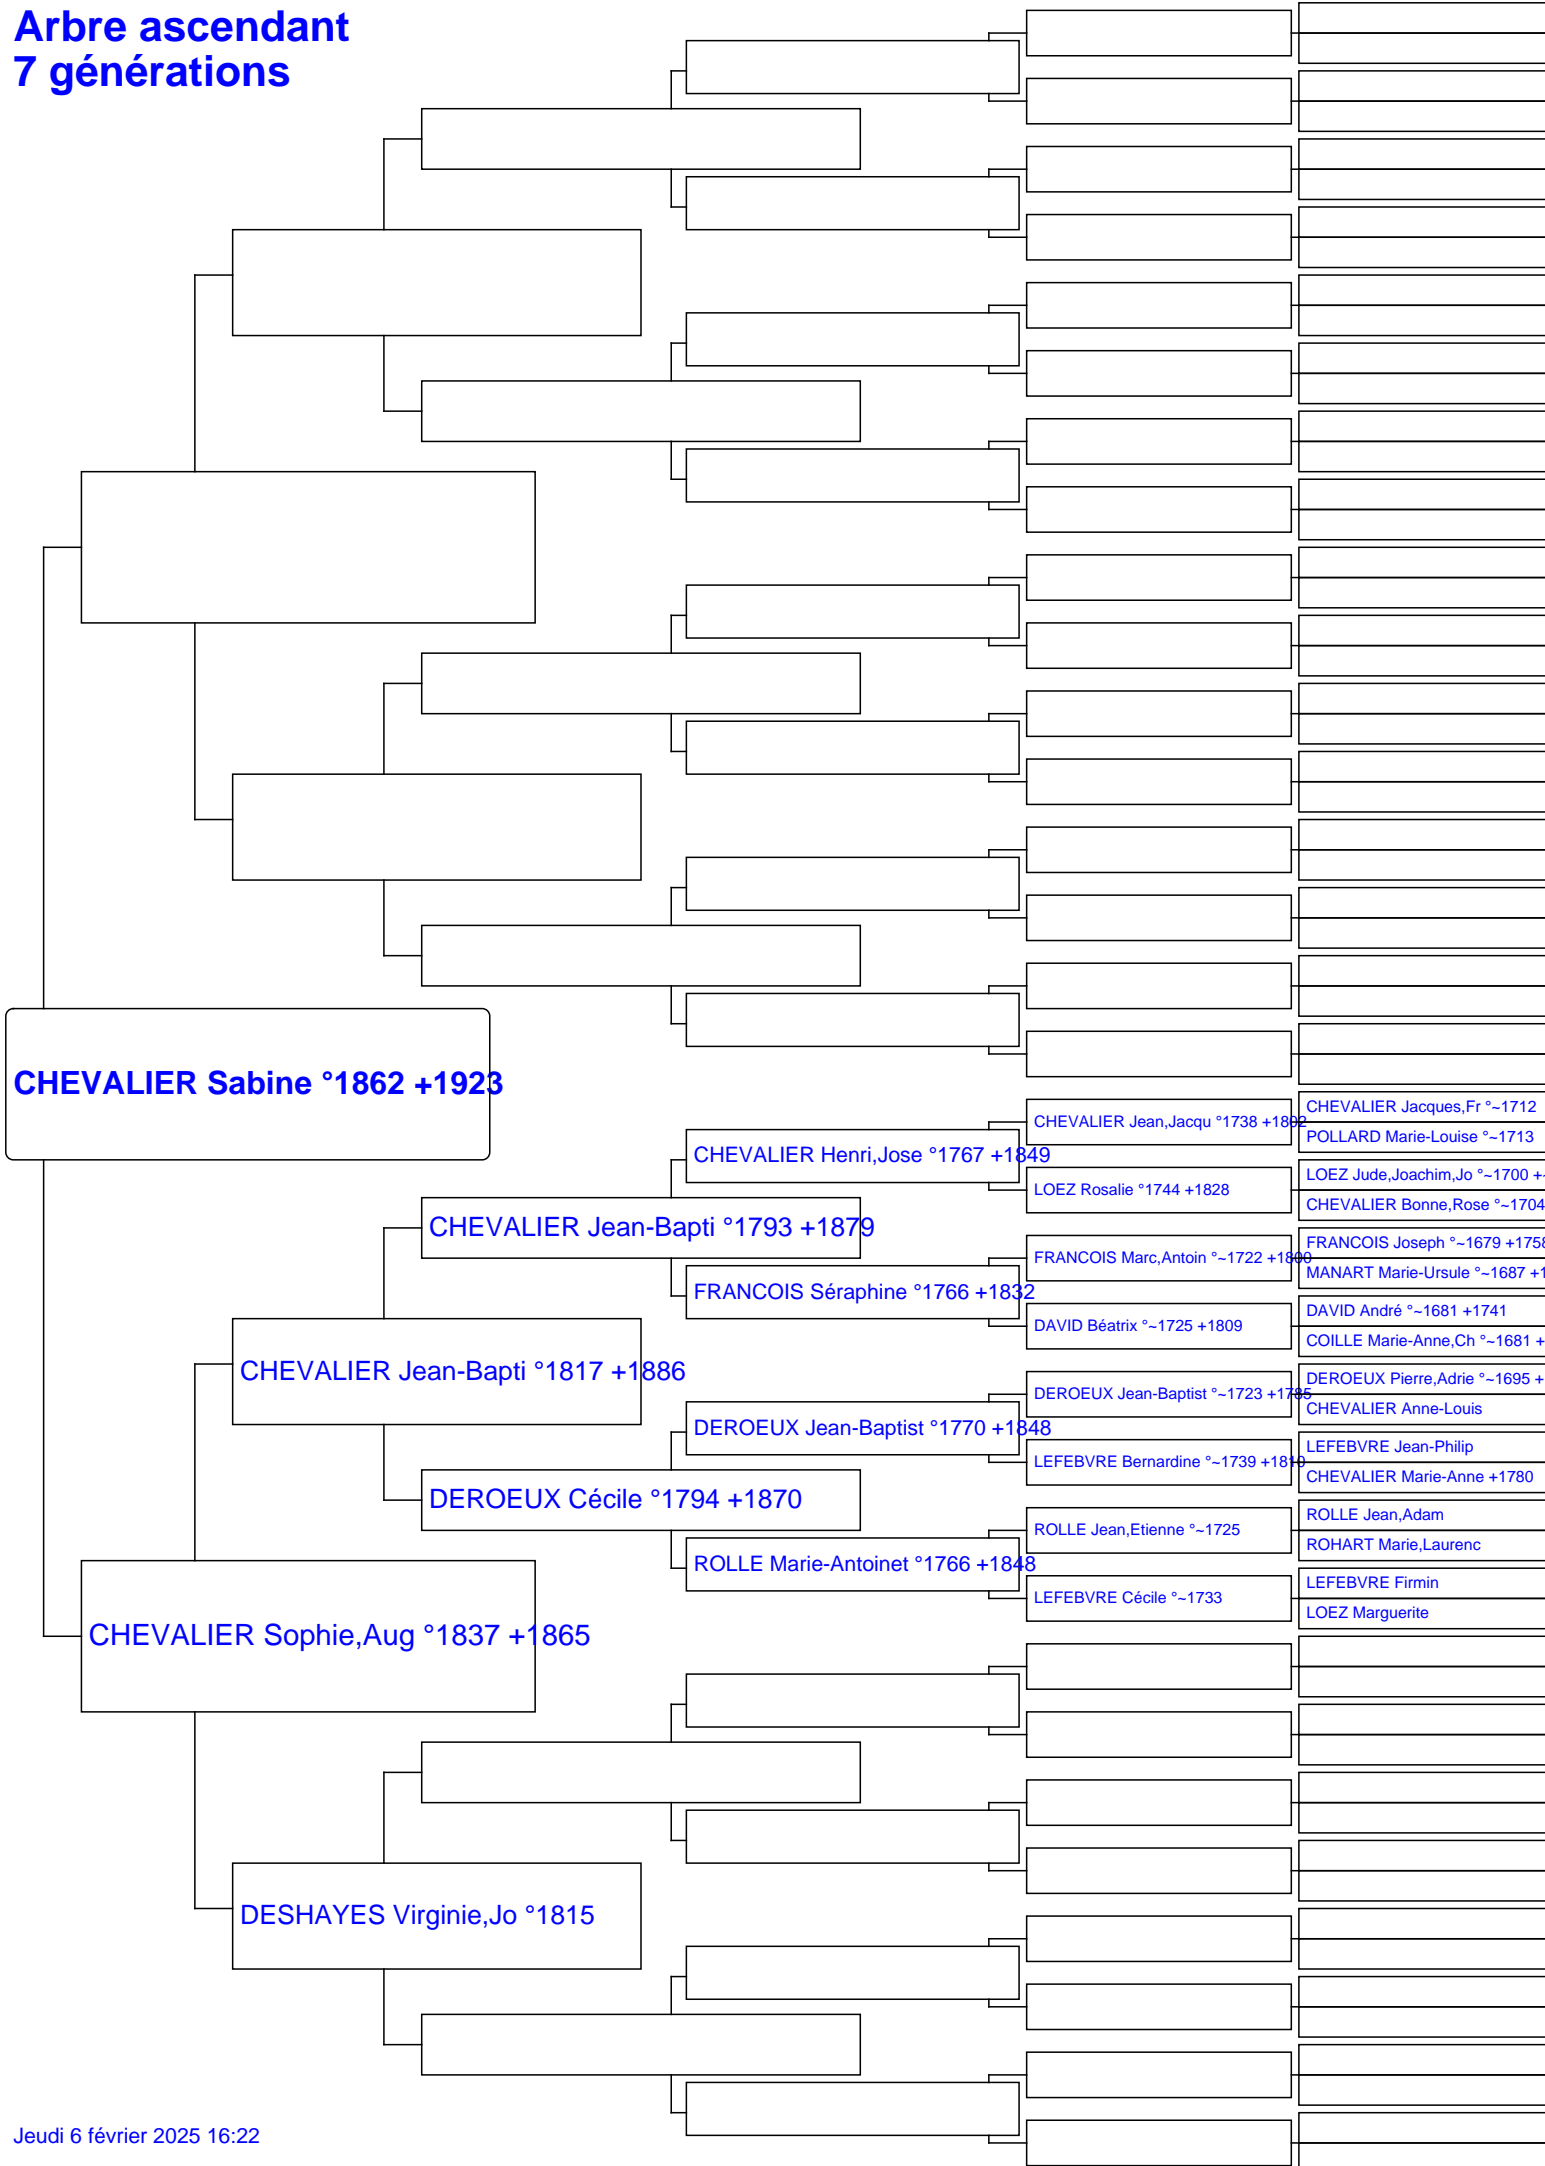 Arbre ascendant
7 générations
CHEVALIER Sabine °1862 +1923
CHEVALIER Sophie,Aug °1837 +1865
CHEVALIER Jean-Bapti °1817 +1886
DESHAYES Virginie,Jo °1815
CHEVALIER Jean-Bapti °1793 +1879
DEROEUX Cécile °1794 +1870
CHEVALIER Henri,Jose °1767 +1849
FRANCOIS Séraphine °1766 +1832
DEROEUX Jean-Baptist °1770 +1848
ROLLE Marie-Antoinet °1766 +1848
CHEVALIER Jean,Jacqu °1738 +1802
LOEZ Rosalie °1744 +1828
FRANCOIS Marc,Antoin °~1722 +1800
DAVID Béatrix °~1725 +1809
DEROEUX Jean-Baptist °~1723 +1785
LEFEBVRE Bernardine °~1739 +1810
ROLLE Jean,Etienne °~1725
LEFEBVRE Cécile °~1733
CHEVALIER Jacques,Fr °~1712
POLLARD Marie-Louise °~1713
LOEZ Jude,Joachim,Jo °~1700 +
CHEVALIER Bonne,Rose °~1704
FRANCOIS Joseph °~1679 +1758
MANART Marie-Ursule °~1687 +1
DAVID André °~1681 +1741
COILLE Marie-Anne,Ch °~1681 +
DEROEUX Pierre,Adrie °~1695 +
CHEVALIER Anne-Louis
LEFEBVRE Jean-Philip
CHEVALIER Marie-Anne +1780
ROLLE Jean,Adam
ROHART Marie,Laurenc
LEFEBVRE Firmin
LOEZ Marguerite
Jeudi 6 février 2025 16:22